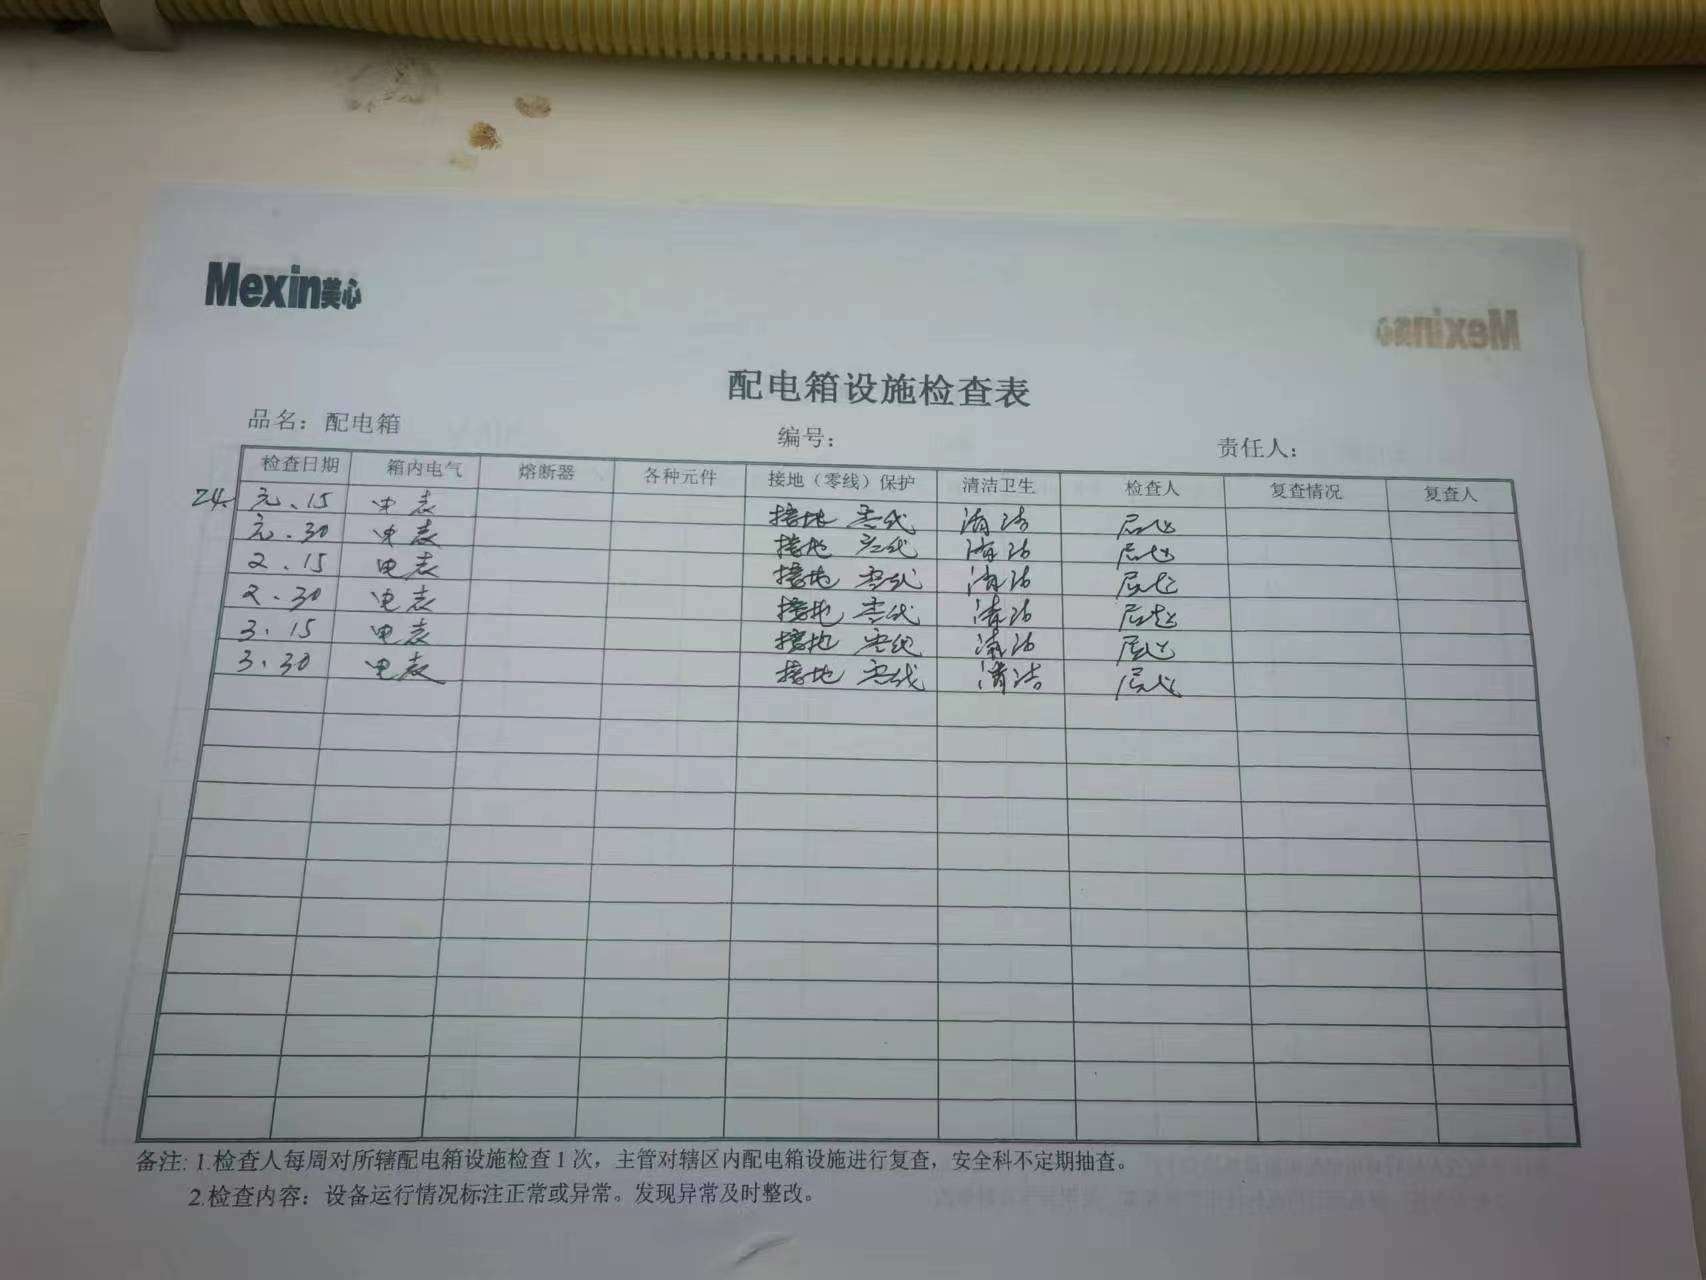 Mexin美心
配电箱设施检查表
品名：配电箱 编号： 责任人：
检查日期 箱内电气 熔断器 各种元件 接地（零线）保护 清洁卫生 检查人 复查情况 复查人
24. 元.15 电表 接地 零线 清洁
元.30 电表 接地 零线 清洁
2.15 电表 接地 零线 清洁
2.30 电表 接地 零线 清洁
3.15 电表 接地 零线 清洁
3.30 电表 接地 零线 清洁
备注: 1.检查人每周对所辖配电箱设施检查1次，主管对辖区内配电箱设施进行复查，安全科不定期抽查。
2.检查内容：设备运行情况标注正常或异常。发现异常及时整改。